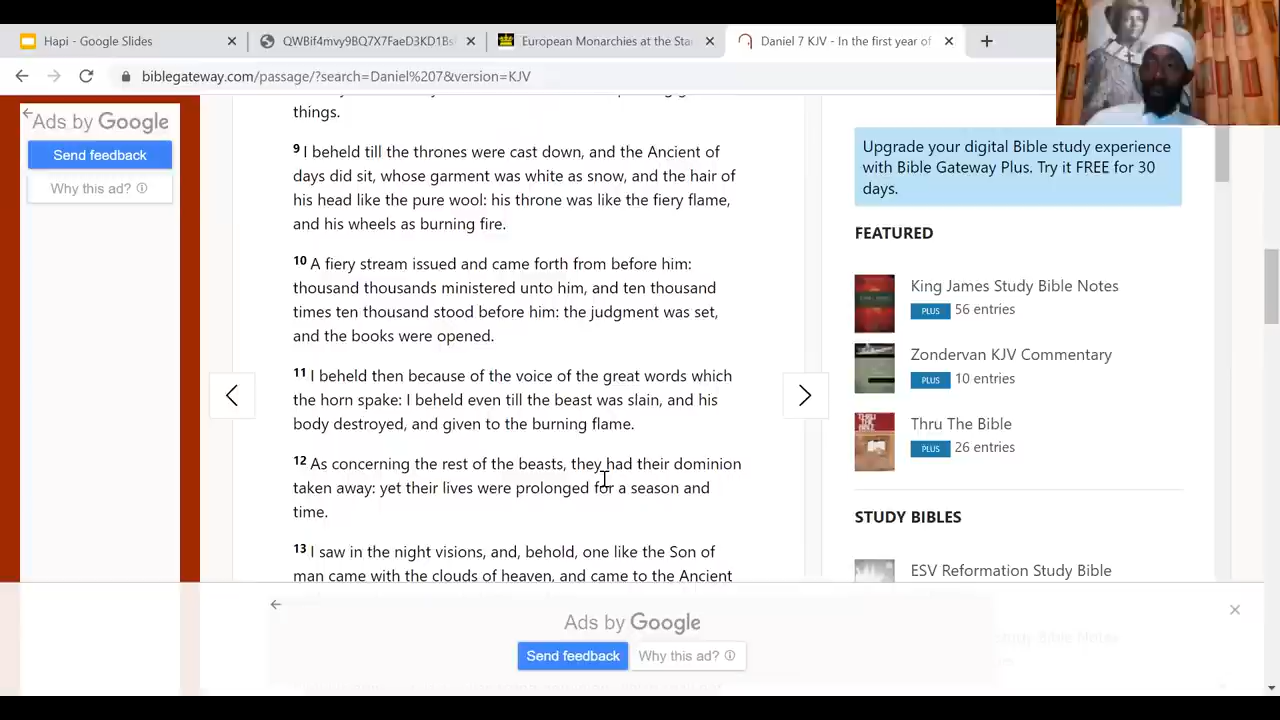 Hapi - Google Slides
QWBif4mvy9BQ7X7FaeD3KD1Bs
European Monarchies at the Sta
Daniel 7 KJV - In the first year of
biblegateway.com/passage/?search=Daniel%207&version=KJV
Ads by Google
Send feedback
Why this ad?
things.
9 I beheld till the thrones were cast down, and the Ancient of
days did sit, whose garment was white as snow, and the hair of
his head like the pure wool: his throne was like the fiery flame,
and his wheels as burning fire.
10 A fiery stream issued and came forth from before him:
thousand thousands ministered unto him, and ten thousand
times ten thousand stood before him: the judgment was set,
and the books were opened.
11 I beheld then because of the voice of the great words which
the horn spake: I beheld even till the beast was slain, and his
body destroyed, and given to the burning flame.
12 As concerning the rest of the beasts, they had their dominion
taken away: yet their lives were prolonged for a season and
time.
13 I saw in the night visions, and, behold, one like the Son of
man came with the clouds of heaven, and came to the Ancient
Upgrade your digital Bible study experience
with Bible Gateway Plus. Try it FREE for 30
days.
FEATURED
King James Study Bible Notes
PLUS 56 entries
Zondervan KJV Commentary
PLUS 10 entries
Thru The Bible
PLUS 26 entries
STUDY BIBLES
ESV Reformation Study Bible
Ads by Google
Send feedback
Why this ad?